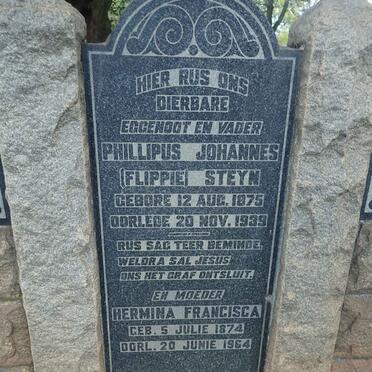 HIER RUS ONS
DIERBARE
EGGENOOT EN VADER
PHILLIPUS JOHANNES
(FLIPPIE) STEYN
GEBORE 12 AUG. 1875
OORLEDE 20 NOV. 1939
RUS SAG TEER BEMINDE,
WELDRA SAL JESUS
ONS HET GRAF ONTSLUIT.
EN MOEDER
HERMINA FRANCISCA
GEB. 5 JULIE 1874
OORL. 20 JUNIE 1964